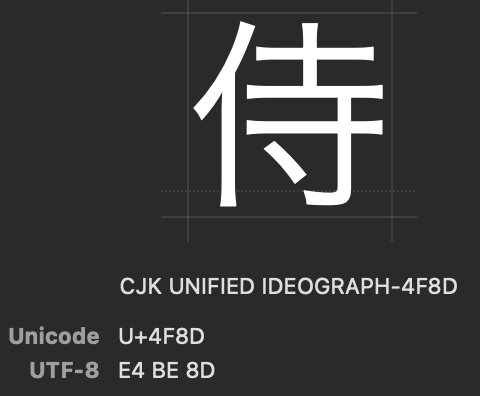 侍
CJK UNIFIED IDEOGRAPH-4F8D
Unicode U+4F8D
UTF-8 E4 BE 8D